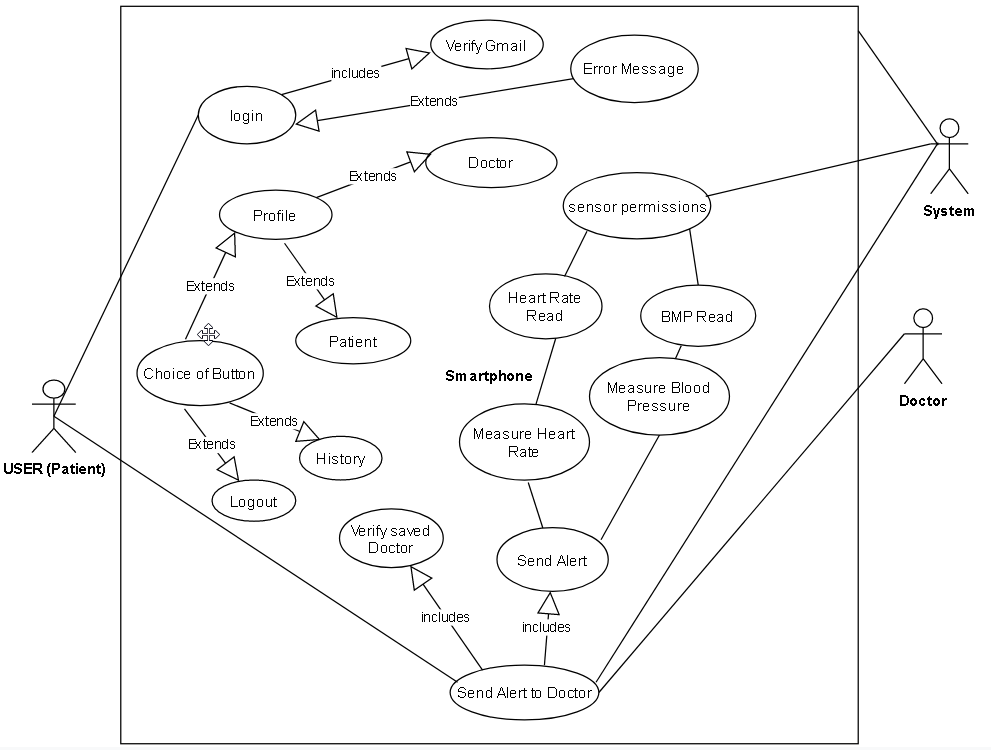 Verify Gmail
Error Message
includes
Extends
login
Doctor
Extends
Profile
sensor permissions
System
Extends
Extends
Heart Rate
Read
BMP Read
Patient
Choice of Button
Smartphone
Measure Blood
Pressure
Doctor
Extends
Measure Heart
Rate
Extends
History
USER (Patient)
Logout
Verify saved
Doctor
Send Alert
includes
includes
Send Alert to Doctor